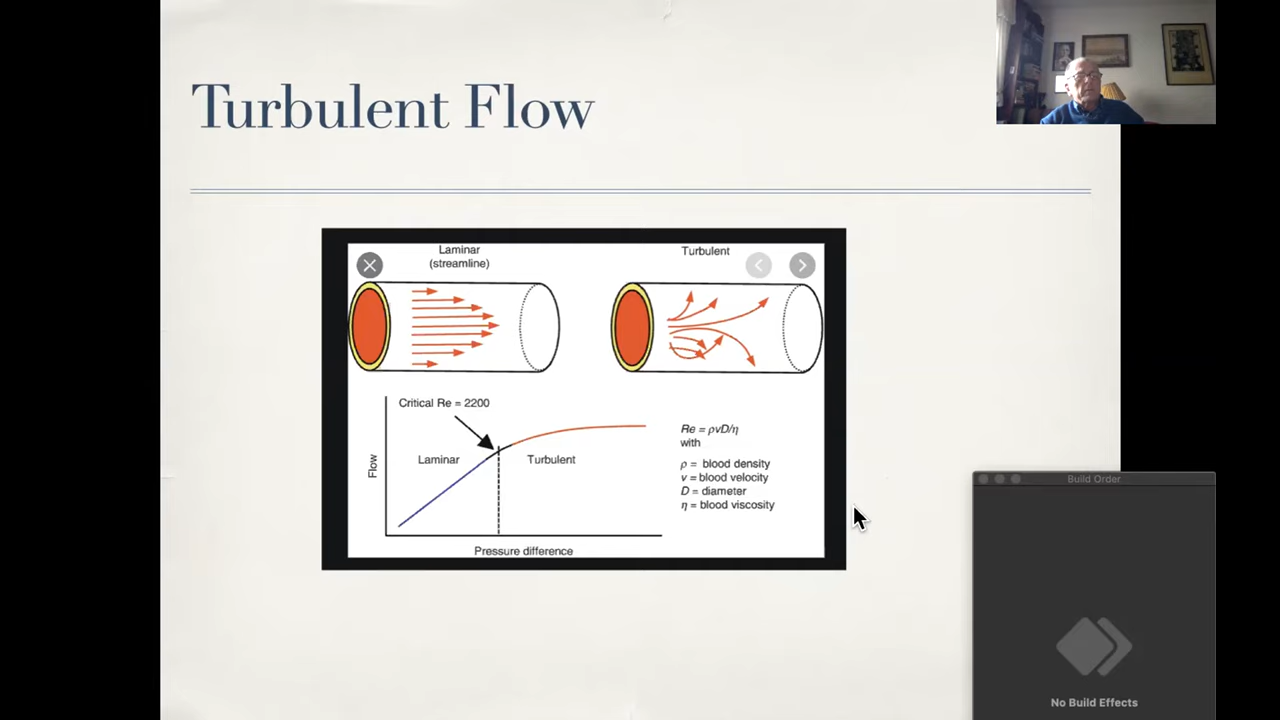 Turbulent Flow
Laminar
(streamline)
Turbulent
Critical Re = 2200
Laminar
Turbulent
Flow
Pressure difference
Re = ρvD/η
with
ρ = blood density
v = blood velocity
D = diameter
η = blood viscosity
Build Order
No Build Effects